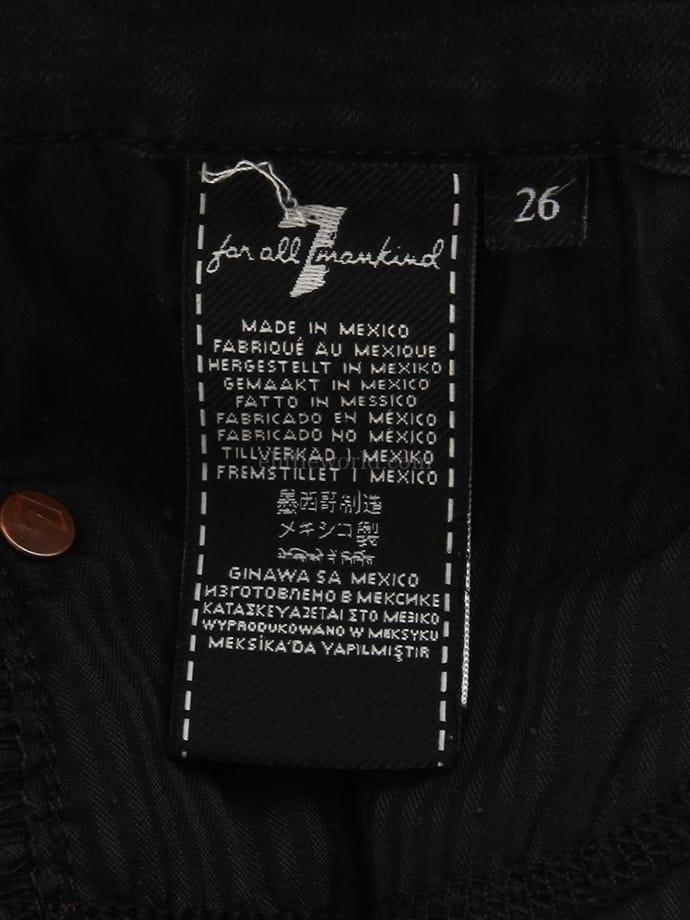 for all 7 mankind
26
MADE IN MEXICO
FABRIQUÉ AU MEXIQUE
HERGESTELLT IN MEXIKO
GEMAAKT IN MEXICO
FATTO IN MESSICO
FABRICADO EN MÉXICO
FABRICADO NO MÉXICO
TILLVERKAD I MEXIKO
FREMSTILLET I MEXICO
墨西哥制造
メキシコ製
GINAWA SA MEXICO
ИЗГОТОВЛЕНО В МЕКСИКЕ
ΚΑΤΑΣΚΕΥΑΖΕΤΑΙ ΣΤΟ ΜΕΞΙΚΟ
WYPRODUKOWANO W MEKSYKU
MEKSİKA'DA YAPILMIŞTIR
7